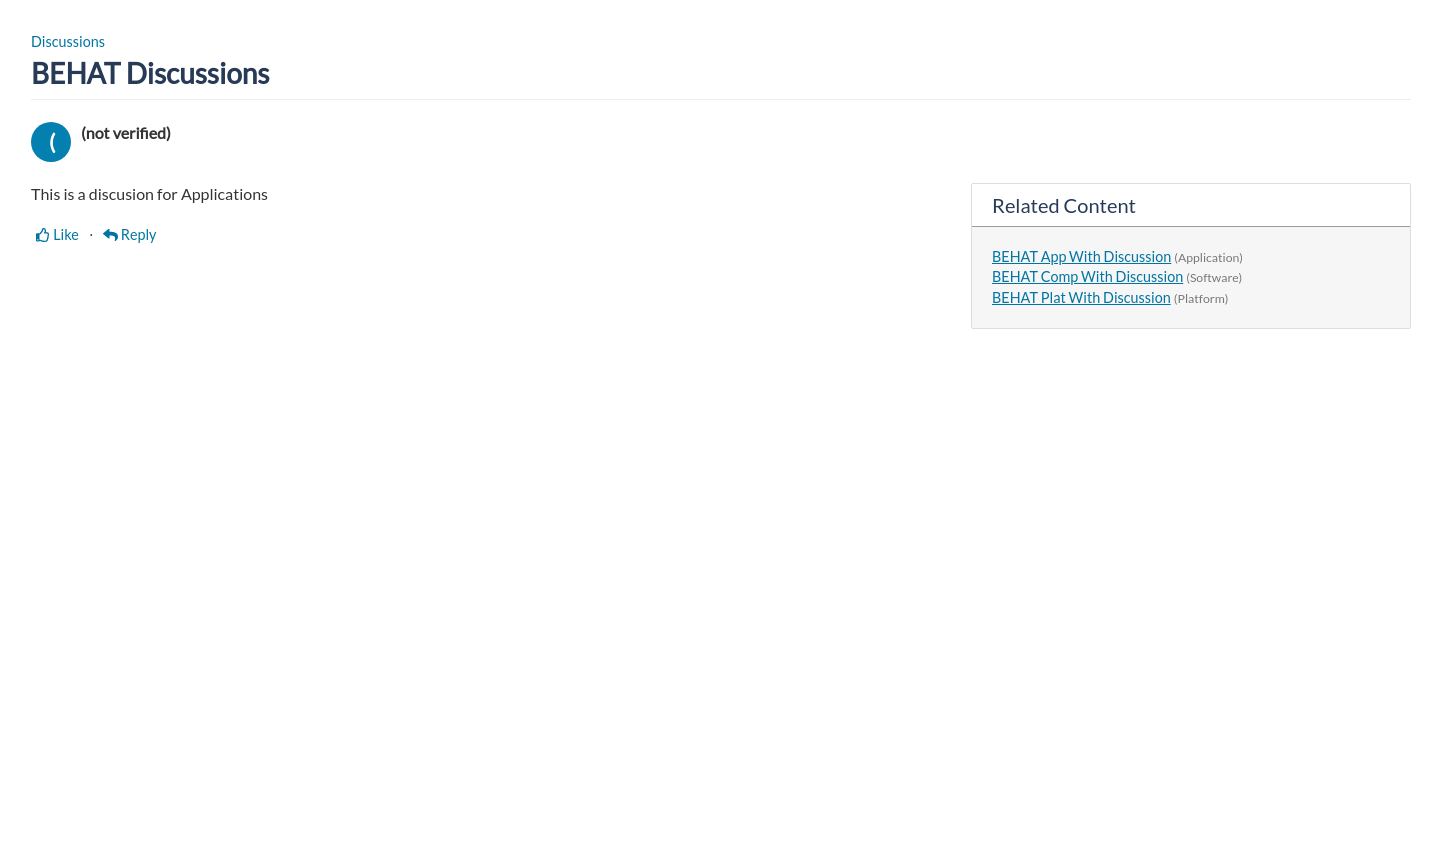 Discussions
BEHAT Discussions
(
(not verified)
This is a discusion for Applications
Like · Reply
Related Content
BEHAT App With Discussion (Application)
BEHAT Comp With Discussion (Software)
BEHAT Plat With Discussion (Platform)